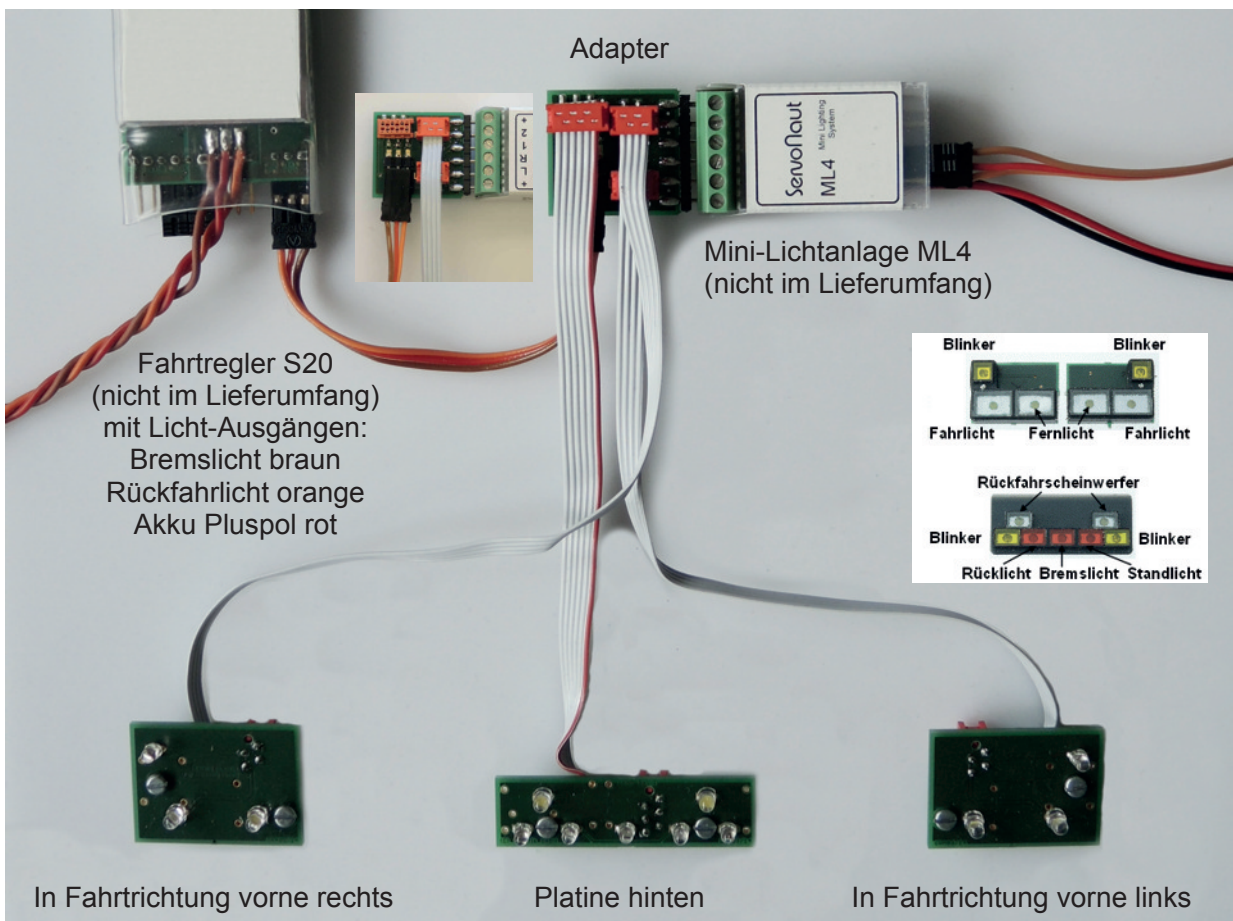 Adapter
+ 2 1 R L +
ServoNaut
ML4
Mini Lighting
System
Mini-Lichtanlage ML4
(nicht im Lieferumfang)
Fahrtregler S20
(nicht im Lieferumfang)
mit Licht-Ausgängen:
Bremslicht braun
Rückfahrlicht orange
Akku Pluspol rot
Blinker Blinker
Fahrlicht Fernlicht Fahrlicht
Rückfahrscheinwerfer
Blinker Blinker
Rücklicht Bremslicht Standlicht
In Fahrtrichtung vorne rechts
Platine hinten
In Fahrtrichtung vorne links